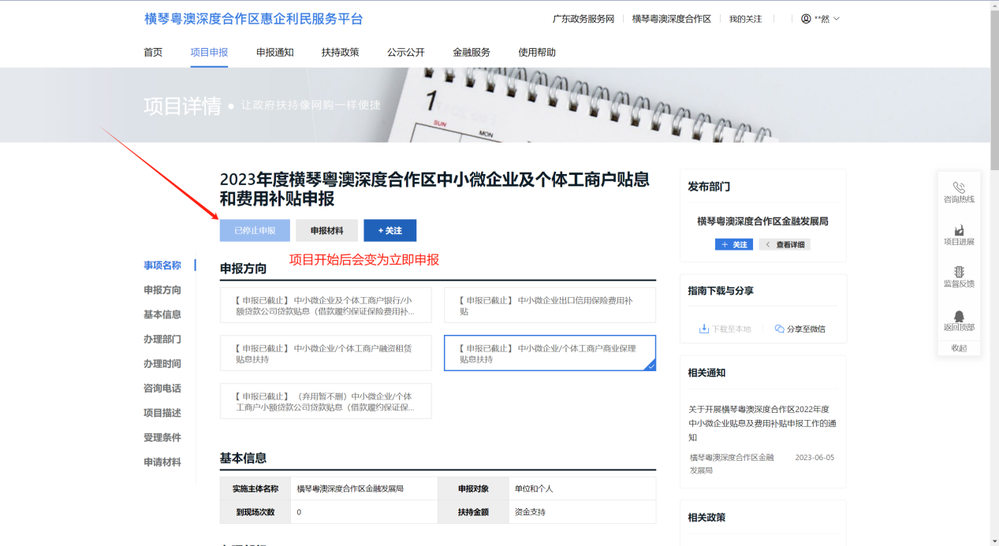 横琴粤澳深度合作区惠企利民服务平台
广东政务服务网 横琴粤澳深度合作区 我的关注 **然
首页 项目申报 申报通知 扶持政策 公示公开 金融服务 使用帮助
项目详情 ● 让政府扶持像网购一样便捷
1
SUN
MON
2023年度横琴粤澳深度合作区中小微企业及个体工商户贴息
和费用补贴申报
已停止申报 申报材料 + 关注
项目开始后会变为立即申报
事项名称
申报方向
基本信息
办理部门
办理时间
咨询电话
项目描述
受理条件
申请材料
申报方向
【 申报已截止 】 中小微企业及个体工商户银行/小
额贷款公司贷款贴息（借款履约保证保险费用补...
【 申报已截止 】 中小微企业出口信用保险费用补
贴
【 申报已截止 】 中小微企业/个体工商户融资租赁
贴息扶持
【 申报已截止 】 中小微企业/个体工商户商业保理
贴息扶持
【 申报已截止 】 （弃用暂不删）中小微企业/个体
工商户小额贷款公司贷款贴息（借款履约保证保...
基本信息
实施主体名称 横琴粤澳深度合作区金融发展局 申报对象 单位和个人
到现场次数 0 扶持金额 资金支持
发布部门
横琴粤澳深度合作区金融发展局
+ 关注 查看详细
指南下载与分享
下载至本地 分享至微信
相关通知
关于开展横琴粤澳深度合作区2022年度
中小微企业贴息及费用补贴申报工作的通
知
横琴粤澳深度合作区金融 2023-06-05
发展局
相关政策
咨询热线
项目进展
监督反馈
返回顶部
收起